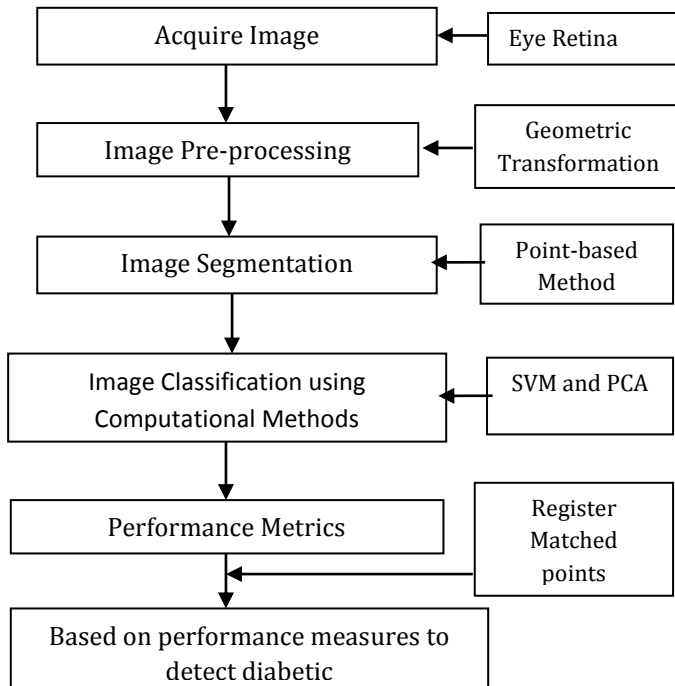 Acquire Image
Eye Retina
Image Pre-processing
Geometric
Transformation
Image Segmentation
Point-based
Method
Image Classification using
Computational Methods
SVM and PCA
Performance Metrics
Register
Matched
points
Based on performance measures to
detect diabetic